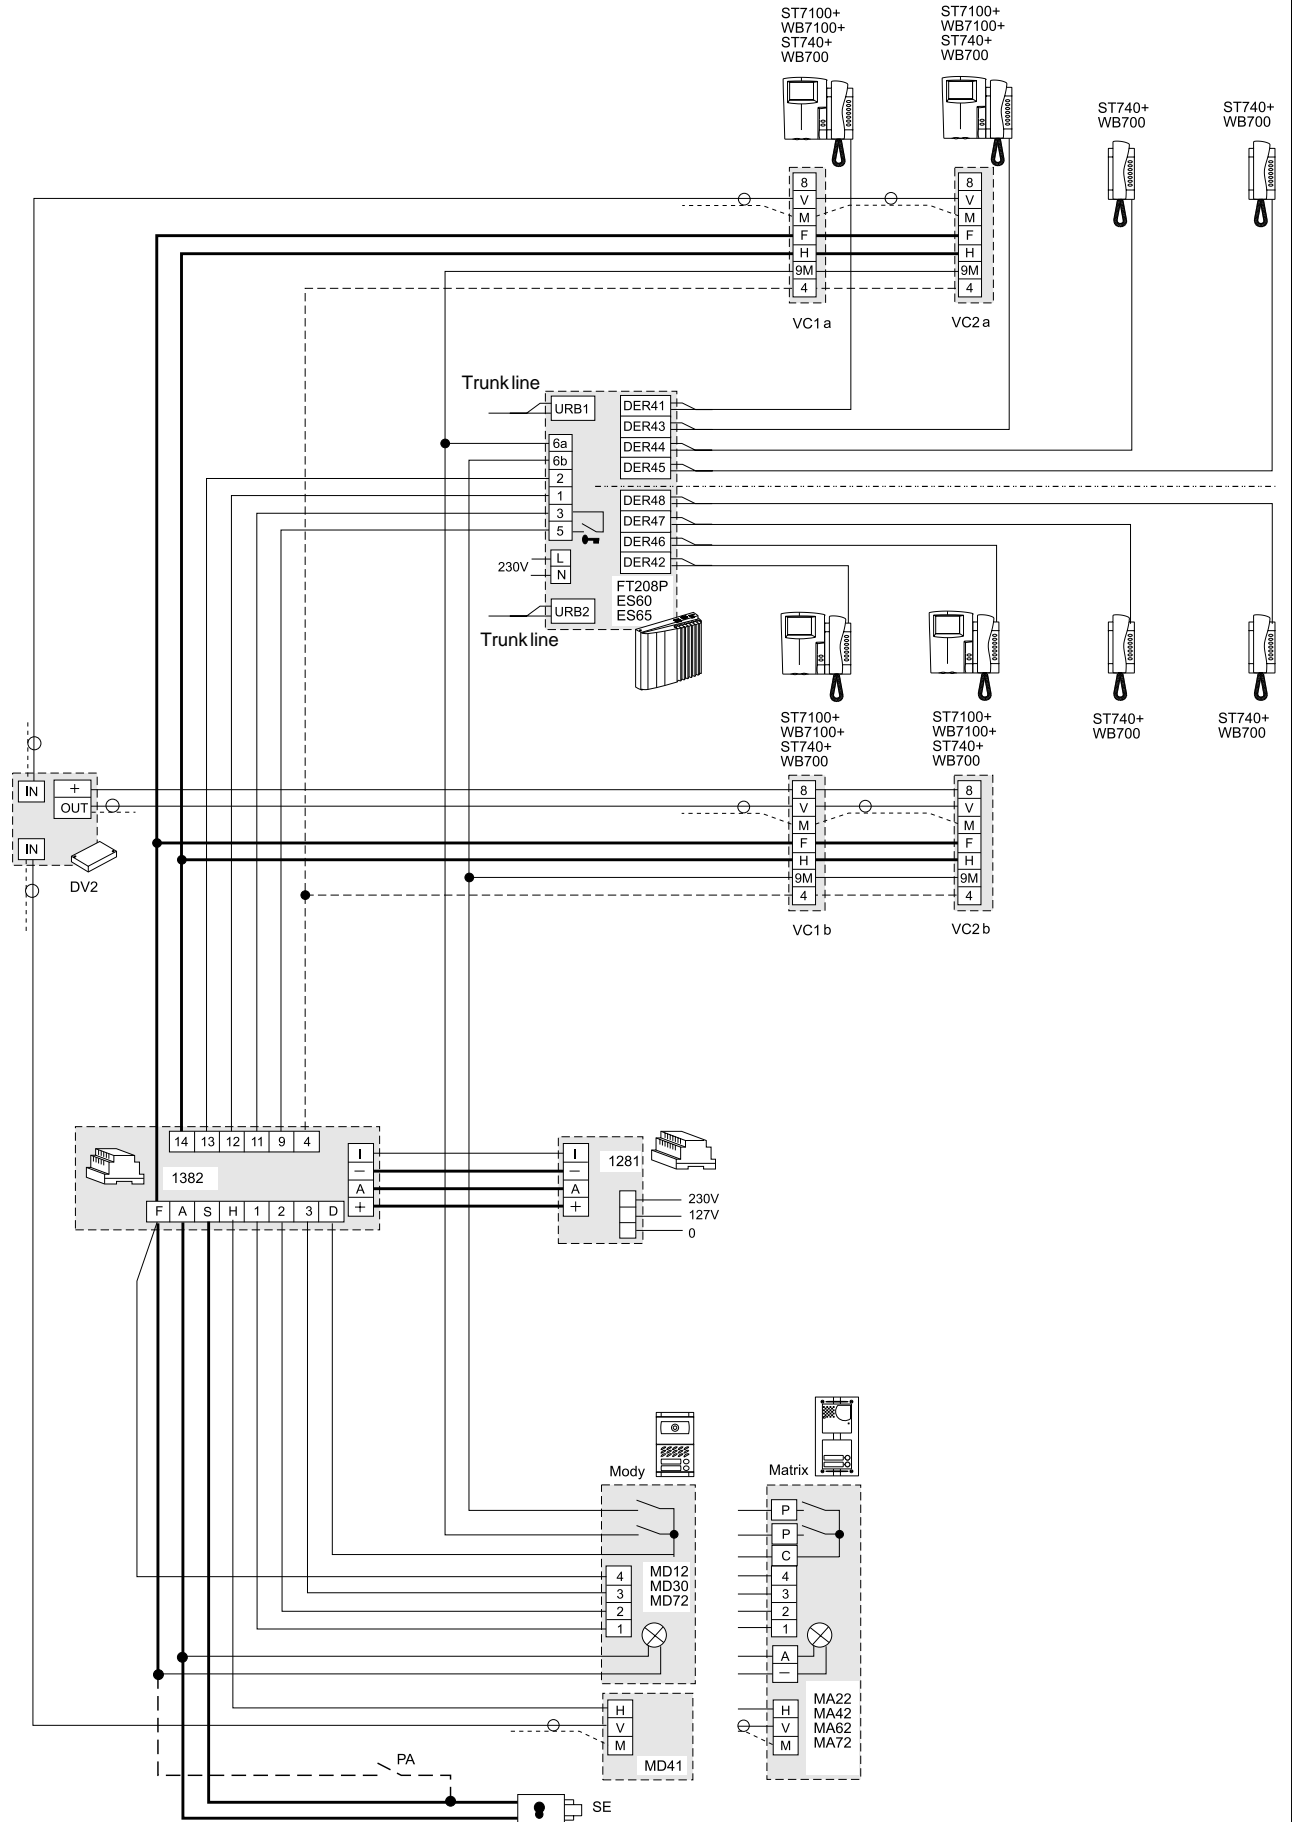 ST7100+
WB7100+
ST740+
WB700
ST7100+
WB7100+
ST740+
WB700
ST740+
WB700
ST740+
WB700
8
V
M
F
H
9M
4
8
V
M
F
H
9M
4
VC1 a
VC2 a
Trunk line
URB1
6a
6b
2
1
3
5
L
N
230V
URB2
Trunk line
DER41
DER43
DER44
DER45
DER48
DER47
DER46
DER42
FT208P
ES60
ES65
ST7100+
WB7100+
ST740+
WB700
ST7100+
WB7100+
ST740+
WB700
ST740+
WB700
ST740+
WB700
IN
+
OUT
IN
DV2
8
V
M
F
H
9M
4
8
V
M
F
H
9M
4
VC1 b
VC2 b
14 13 12 11 9 4
1382
I
–
A
+
F A S H 1 2 3 D
I
–
A
+
1281
230V
127V
0
Mody
MD12
MD30
MD72
4
3
2
1
H
V
M
MD41
Matrix
P
P
C
4
3
2
1
A
–
H
V
M
MA22
MA42
MA62
MA72
PA
SE